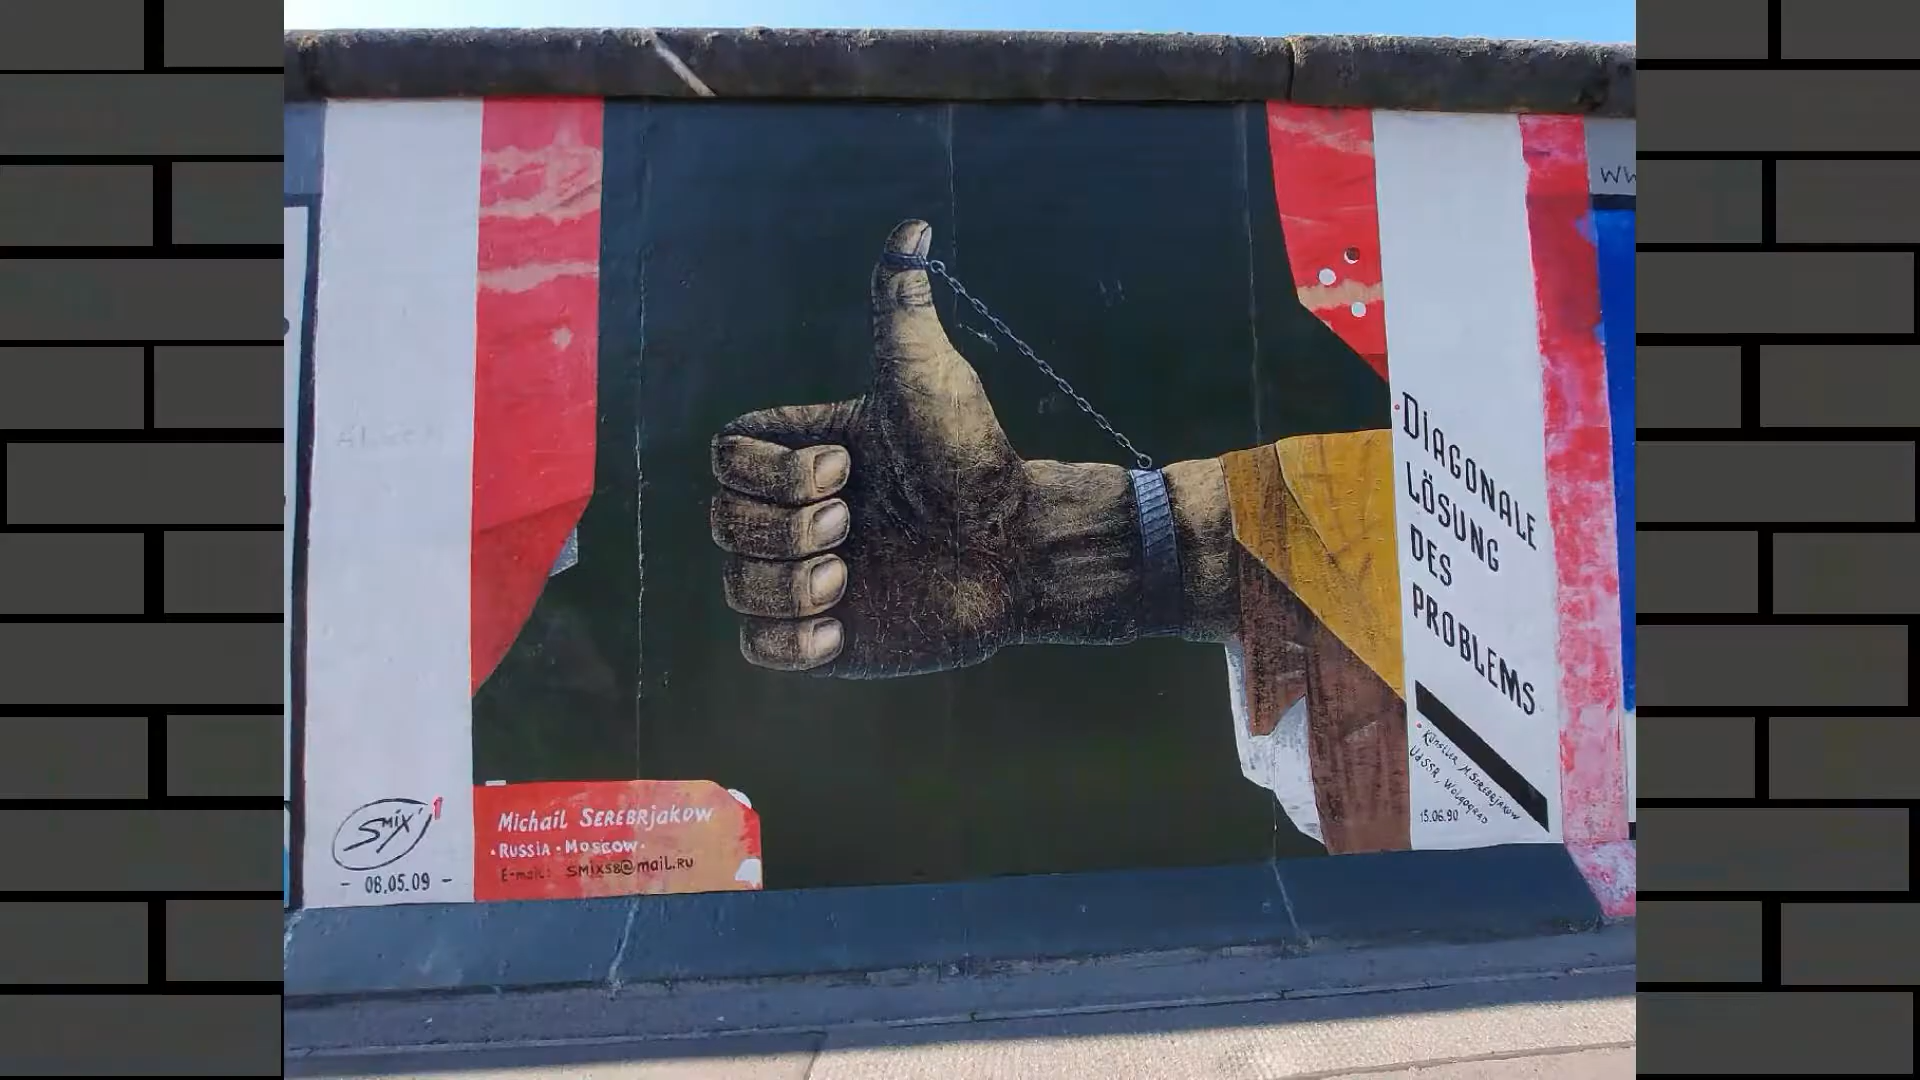 SMiX'
- 08.05.09 -
Michail SEREBRjakow
• RUSSiA • MOSCOW •
E-mail: SMiX58@mail.RU
DiAGONALE
LÖSUNG
DES
PROBLEMS
KüNSTLER M. SEREBRjAKOW
UdSSR, WOLGOGRAD
15.06.90